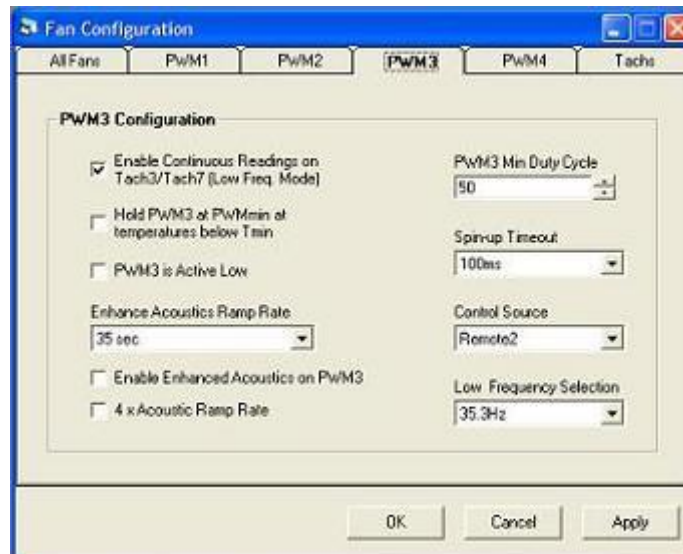 Fan Configuration
All Fans
PWM1
PWM2
PWM3
PWM4
Tachs
PWM3 Configuration
Enable Continuous Readings on
Tach3/Tach7 (Low Freq. Mode)
Hold PWM3 at PWMmin at
temperatures below Tmin
PWM3 is Active Low
Enhance Acoustics Ramp Rate
35 sec
Enable Enhanced Acoustics on PWM3
4 x Acoustic Ramp Rate
PWM3 Min Duty Cycle
50
Spin-up Timeout
100ms
Control Source
Remote2
Low Frequency Selection
35.3Hz
OK
Cancel
Apply